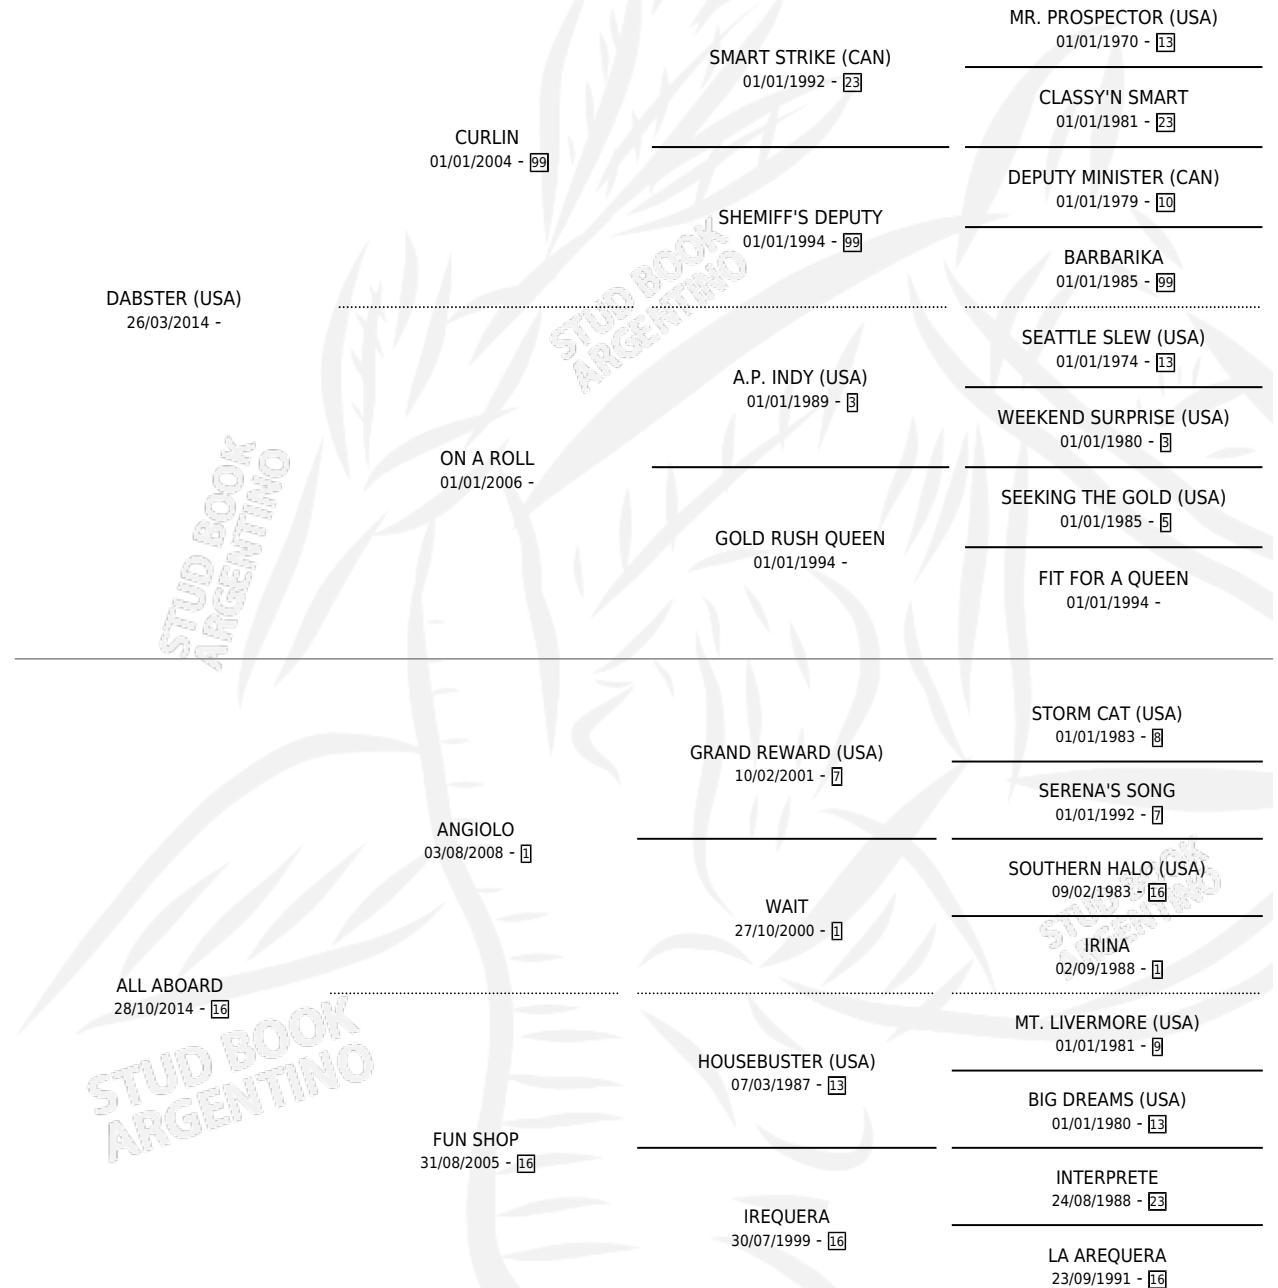 MR. PROSPECTOR (USA)
01/01/1970 - 13
SMART STRIKE (CAN)
01/01/1992 - 23
CLASSY'N SMART
01/01/1981 - 23
CURLIN
01/01/2004 - 99
DEPUTY MINISTER (CAN)
01/01/1979 - 10
SHEMIFF'S DEPUTY
01/01/1994 - 99
BARBARIKA
01/01/1985 - 99
DABSTER (USA)
26/03/2014 -
STUD BOOK
ARGENTINO
SEATTLE SLEW (USA)
01/01/1974 - 13
A.P. INDY (USA)
01/01/1989 - 3
WEEKEND SURPRISE (USA)
01/01/1980 - 3
ON A ROLL
01/01/2006 -
SEEKING THE GOLD (USA)
01/01/1985 - 5
GOLD RUSH QUEEN
01/01/1994 -
FIT FOR A QUEEN
01/01/1994 -
STUD BOOK
ARGENTINO
STORM CAT (USA)
01/01/1983 - 8
GRAND REWARD (USA)
10/02/2001 - 7
SERENA'S SONG
01/01/1992 - 7
ANGIOLO
03/08/2008 - 1
SOUTHERN HALO (USA)
09/02/1983 - 16
WAIT
27/10/2000 - 1
IRINA
02/09/1988 - 1
STUD BOOK
ARGENTINO
ALL ABOARD
28/10/2014 - 16
MT. LIVERMORE (USA)
01/01/1981 - 9
HOUSEBUSTER (USA)
07/03/1987 - 13
BIG DREAMS (USA)
01/01/1980 - 13
STUD BOOK
ARGENTINO
FUN SHOP
31/08/2005 - 16
INTERPRETE
24/08/1988 - 23
IREQUERA
30/07/1999 - 16
LA AREQUERA
23/09/1991 - 16